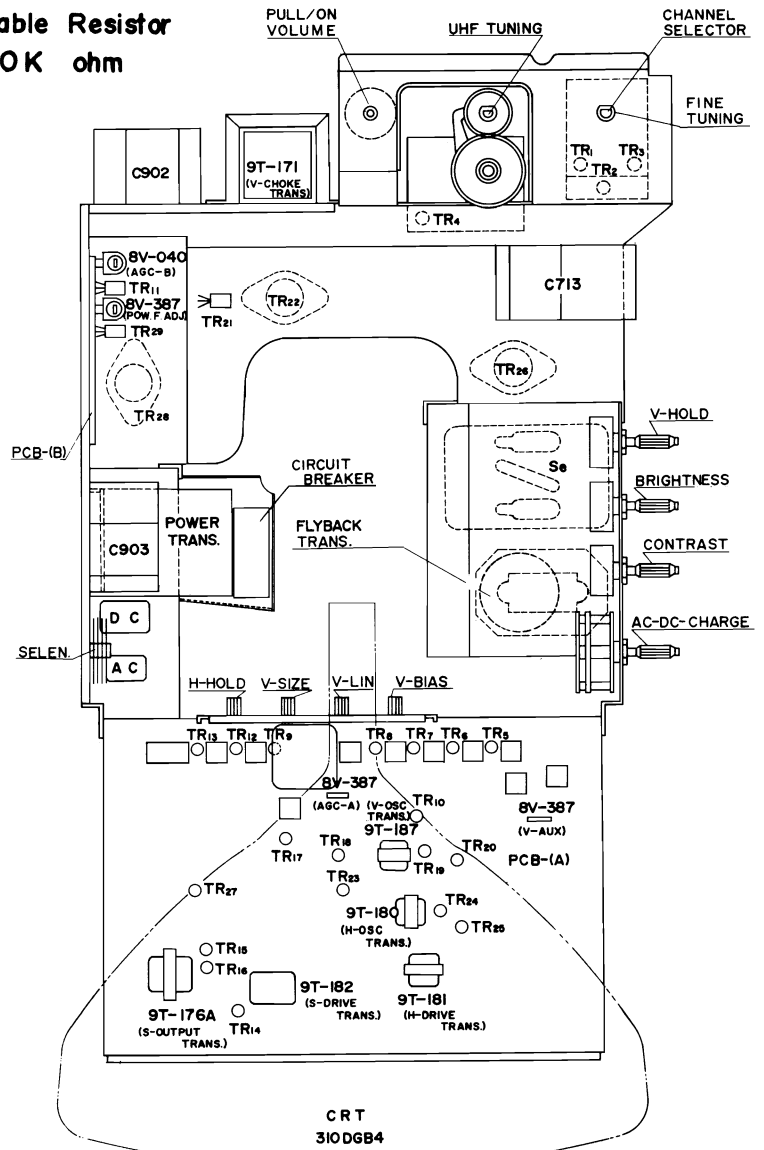 able Resistor
0K ohm
PULL/ON
VOLUME
UHF TUNING
CHANNEL
SELECTOR
FINE
TUNING
C902
9T-171
(V-CHOKE
TRANS)
TR1
TR3
TR2
TR4
8V-040
(AGC-B)
TR11
8V-387
(POW. F. ADJ)
TR29
TR21
TR22
C713
TR28
TR26
PCB-(B)
V-HOLD
CIRCUIT
BREAKER
Se
BRIGHTNESS
POWER
TRANS.
FLYBACK
TRANS.
C903
CONTRAST
DC
AC-DC-CHARGE
SELEN.
AC
H-HOLD
V-SIZE
V-LIN
V-BIAS
TR13
TR12
TR9
TR8
TR7
TR6
TR5
8V-387
(AGC-A)
(V-OSC
TRANS.)
TR10
8V-387
(V-AUX)
9T-187
TR17
TR18
TR19
TR20
PCB-(A)
TR27
TR23
9T-180
(H-OSC
TRANS.)
TR24
TR25
TR15
TR16
9T-176A
(S-OUTPUT
TRANS.)
9T-182
(S-DRIVE
TRANS.)
9T-181
(H-DRIVE
TRANS.)
TR14
CRT
310DGB4